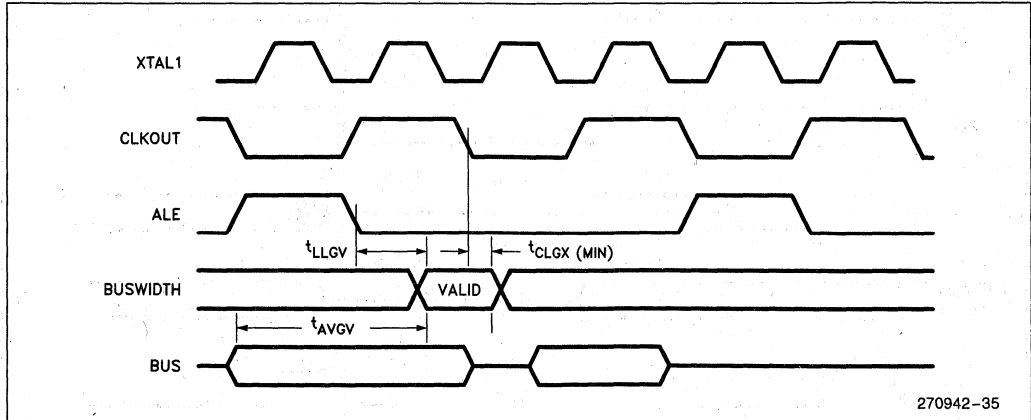 XTAL1
CLKOUT
ALE
tLLGV
tCLGX (MIN)
BUSWIDTH
VALID
tAVGV
BUS
270942-35